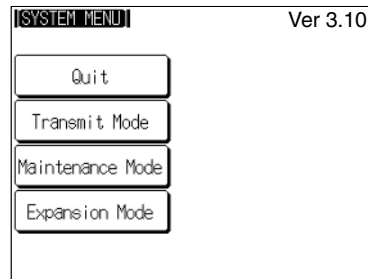 [SYSTEM MENU] Ver 3.10
Quit
Transmit Mode
Maintenance Mode
Expansion Mode